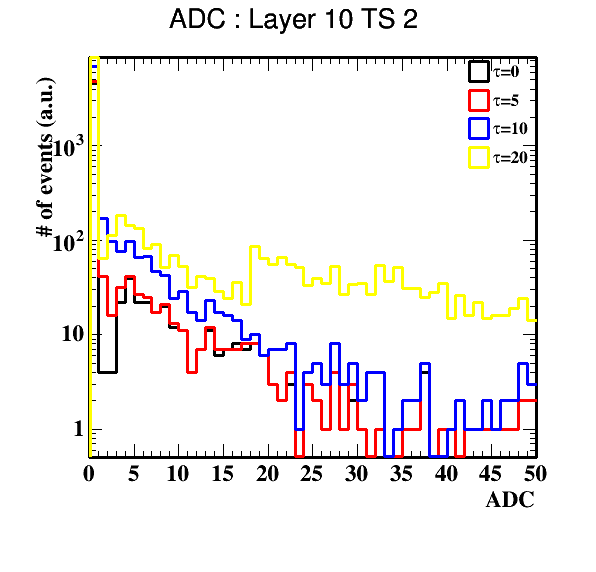 ADC : Layer 10 TS 2
# of events (a.u.)
10³
10²
10
1
τ=0
τ=5
τ=10
τ=20
0 5 10 15 20 25 30 35 40 45 50
ADC